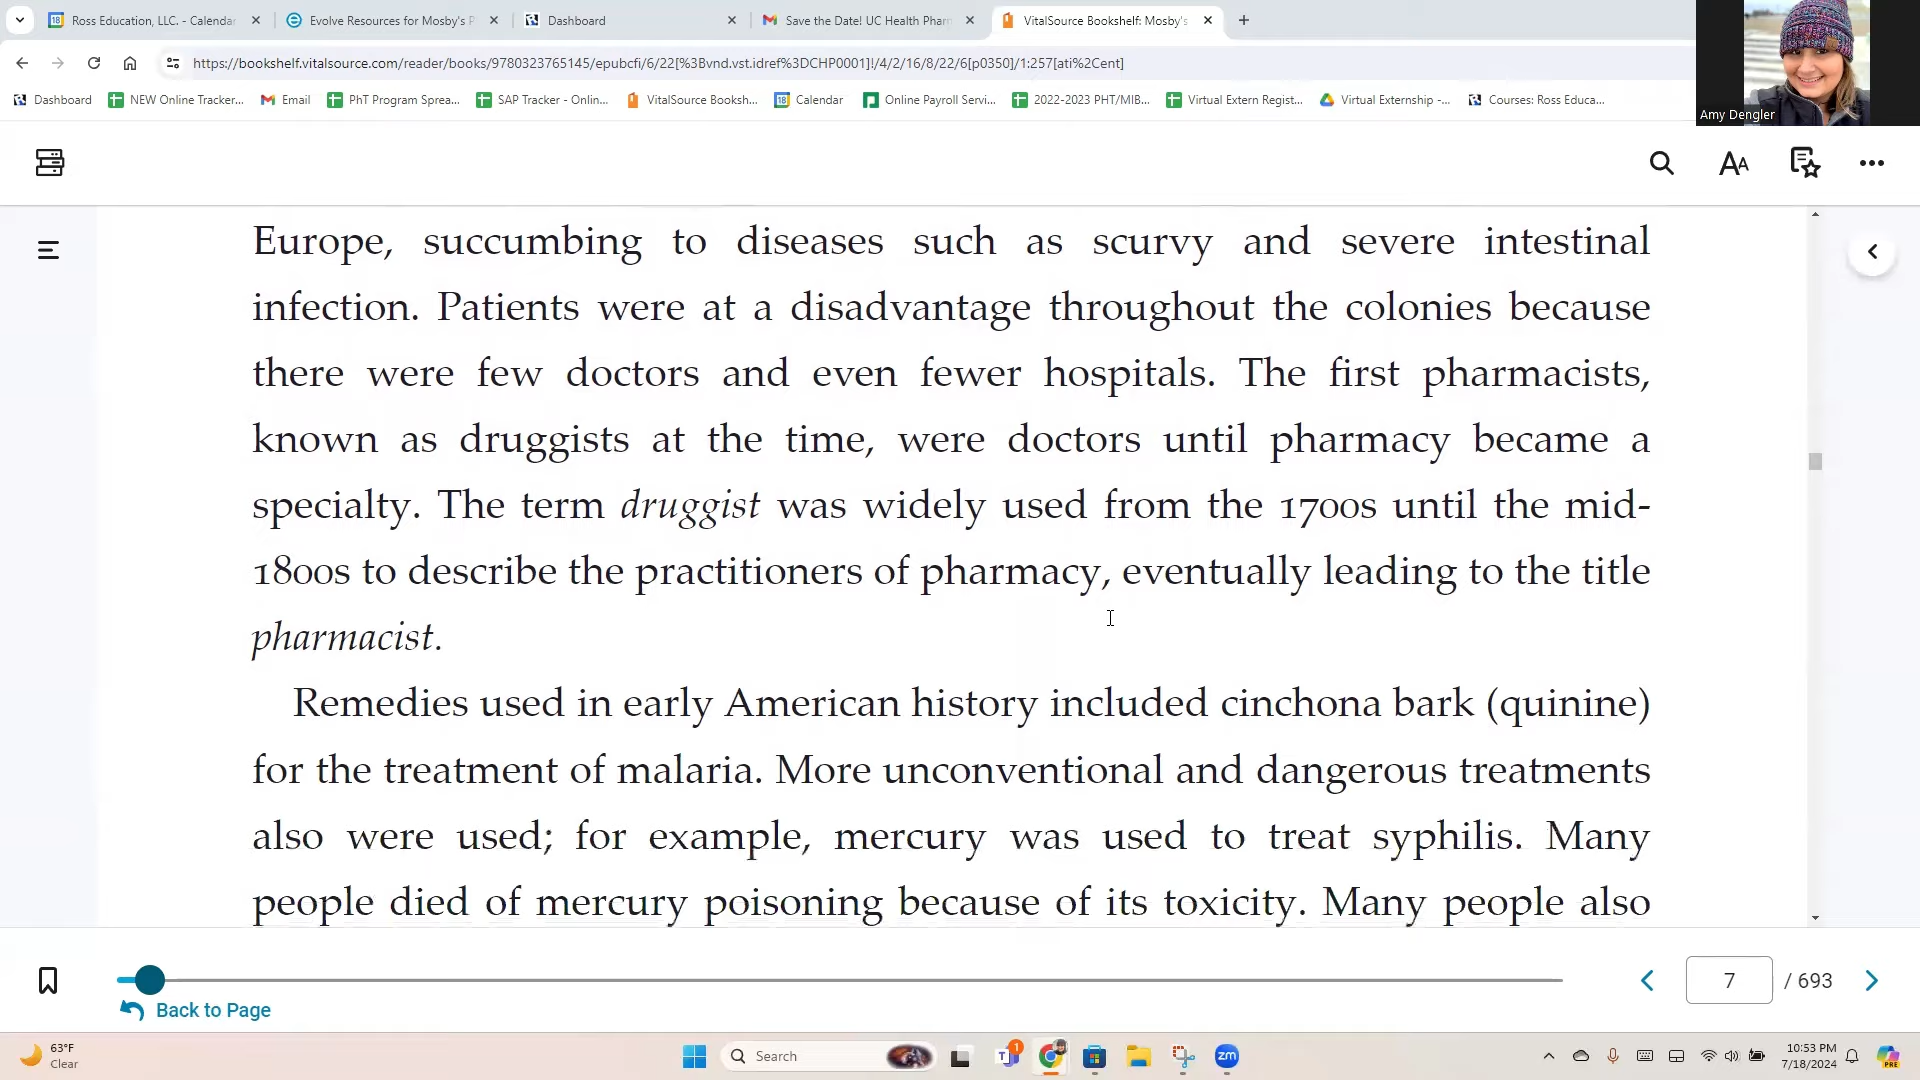 Ross Education, LLC. - Calendar
Evolve Resources for Mosby's P
Dashboard
Save the Date! UC Health Pharm
VitalSource Bookshelf: Mosby's
https://bookshelf.vitalsource.com/reader/books/9780323765145/epubcfi/6/22[%3Bvnd.vst.idref%3DCHP0001]!/4/2/16/8/22/6[p0350]/1:257[ati%2Cent]
Dashboard
NEW Online Tracker...
Email
PhT Program Sprea...
SAP Tracker - Onlin...
VitalSource Booksh...
18 Calendar
Online Payroll Servi...
2022-2023 PHT/MIB...
Virtual Extern Regist...
Virtual Externship -...
Courses: Ross Educa...
Amy Dengler
AA
Europe, succumbing to diseases such as scurvy and severe intestinal
infection. Patients were at a disadvantage throughout the colonies because
there were few doctors and even fewer hospitals. The first pharmacists,
known as druggists at the time, were doctors until pharmacy became a
specialty. The term druggist was widely used from the 1700s until the mid-
1800s to describe the practitioners of pharmacy, eventually leading to the title
pharmacist.
Remedies used in early American history included cinchona bark (quinine)
for the treatment of malaria. More unconventional and dangerous treatments
also were used; for example, mercury was used to treat syphilis. Many
people died of mercury poisoning because of its toxicity. Many people also
7 / 693
Back to Page
63°F
Clear
Search
1
zm
10:53 PM
7/18/2024
PRE